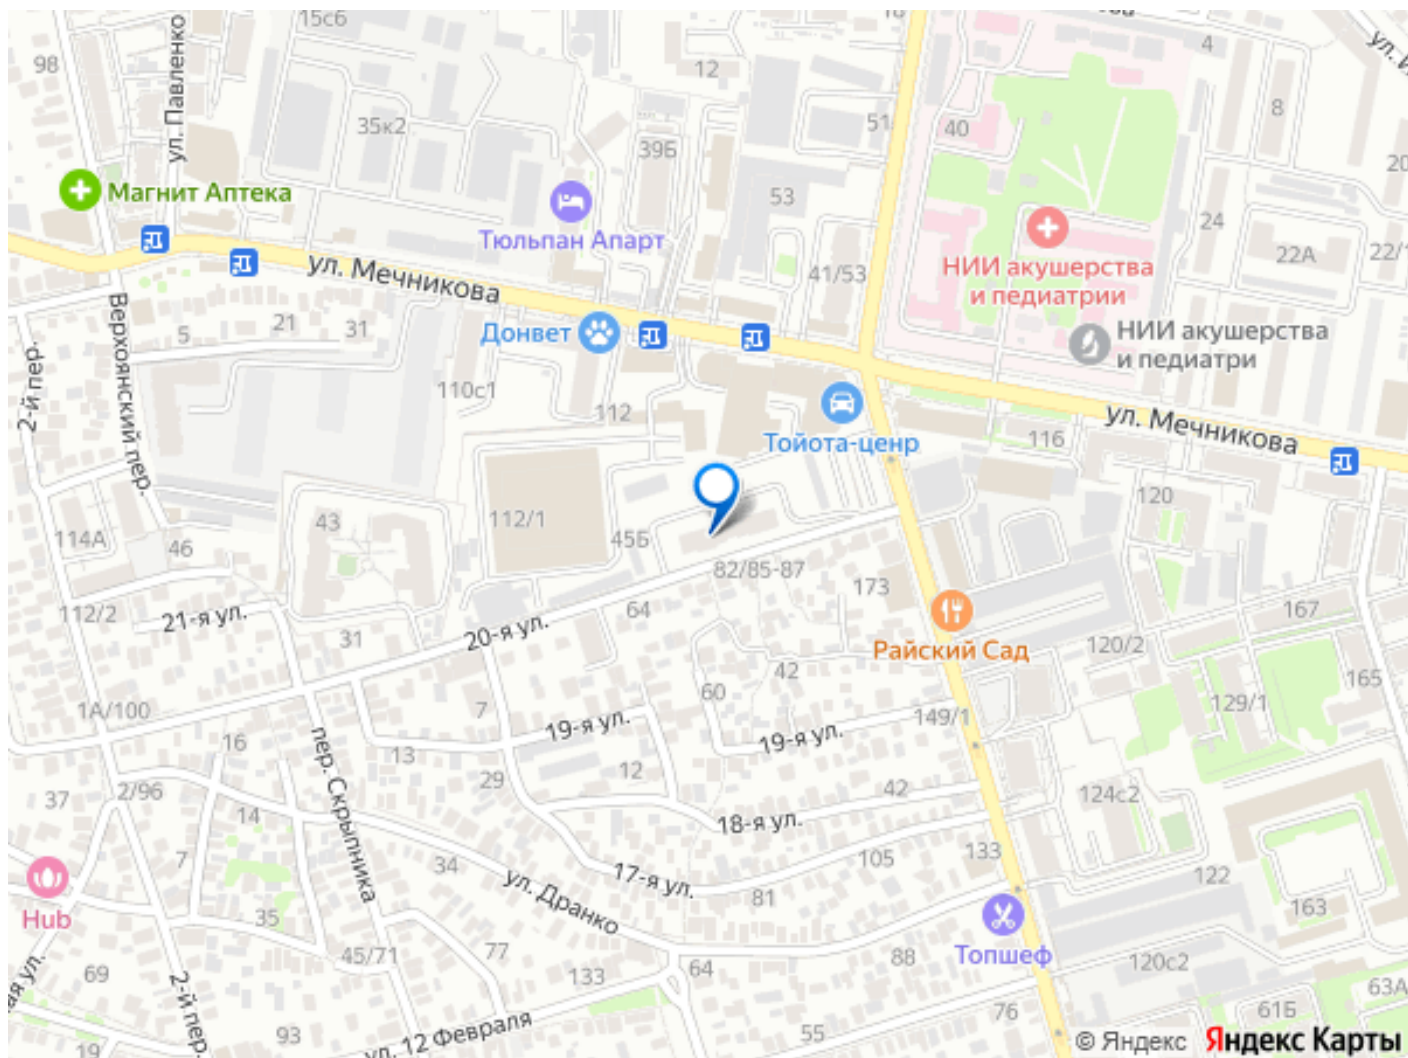 15с6
98
ул. Павленко
12
4
8
35к2
39Б
51
40
20
Магнит Аптека
53
24
Тюльпан Апарт
22А
22/1
ул. Мечникова
41/53
НИИ акушерства
и педиатрии
НИИ акушерства
и педиатри
Верхоянский пер.
5
21
31
Донвет
2-й пер.
110с1
112
Тойота-ценр
116
ул. Мечникова
120
114А
46
43
112/1
45Б
82/85-87
173
112/2
21-я ул.
31
20-я ул.
64
Райский Сад
167
120/2
42
60
165
1А/100
7
19-я ул.
19-я ул.
149/1
129/1
16
13
пер. Скрыпника
29
12
42
37
2/96
14
18-я ул.
124с2
7
34
17-я ул.
105
133
122
Hub
ул. Дранко
81
163
35
45/71
77
Топшеф
88
120с2
69
2-й пер.
133
64
63А
61Б
76
93
ул. 12 Февраля
55
19
© Яндекс Яндекс Карты